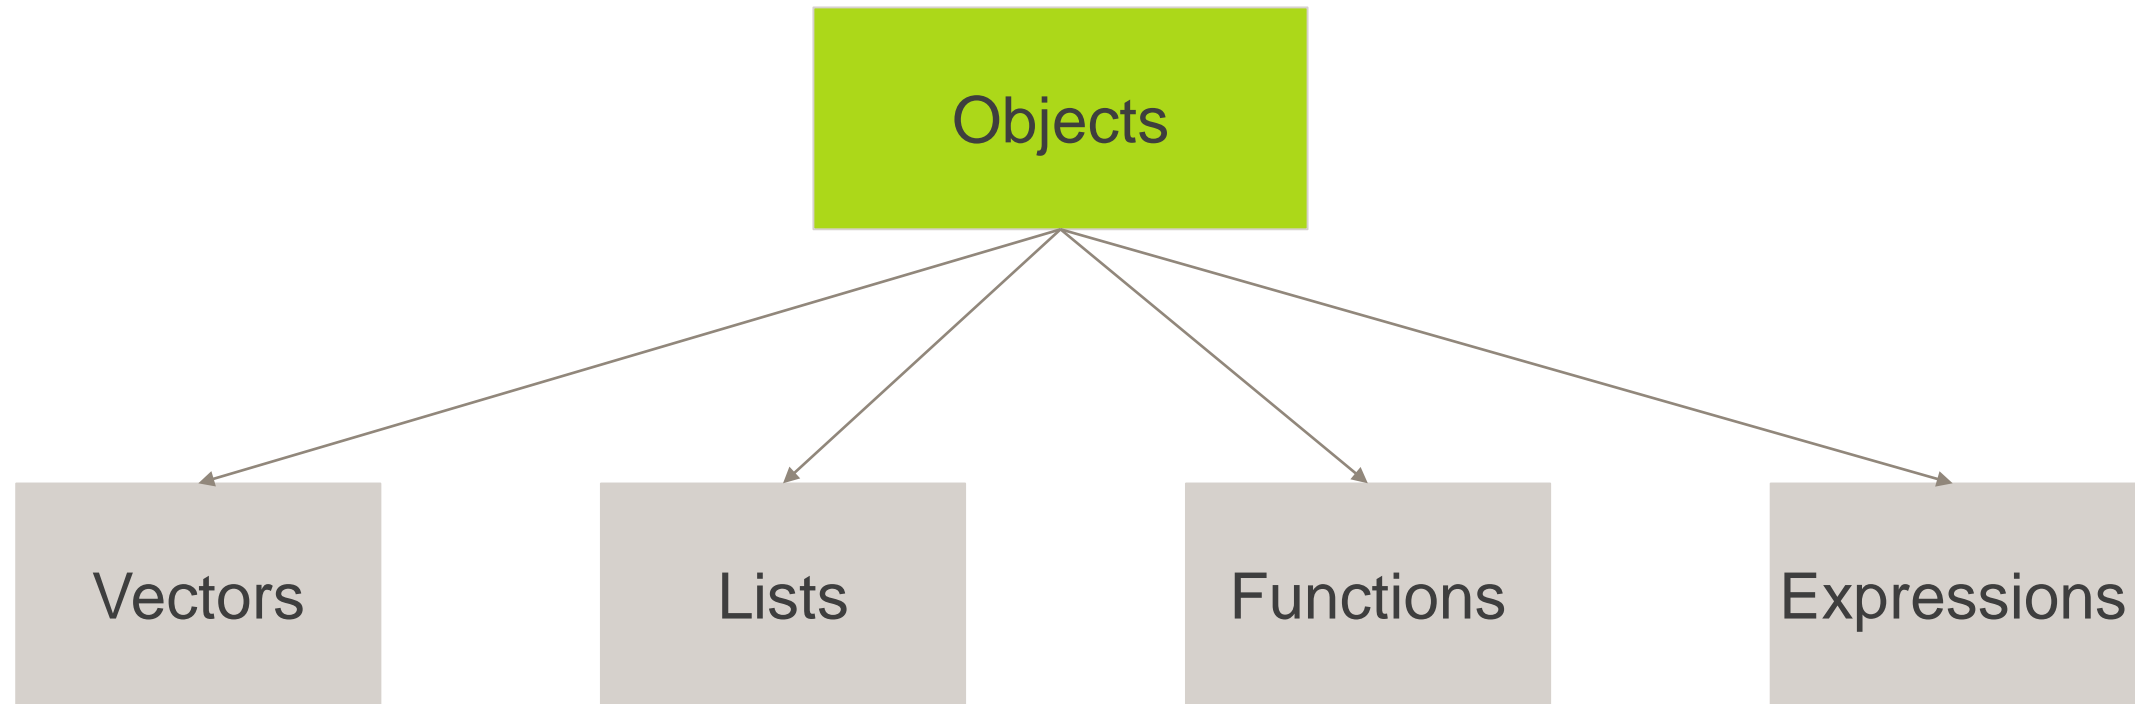 Objects
Vectors
Lists
Functions
Expressions